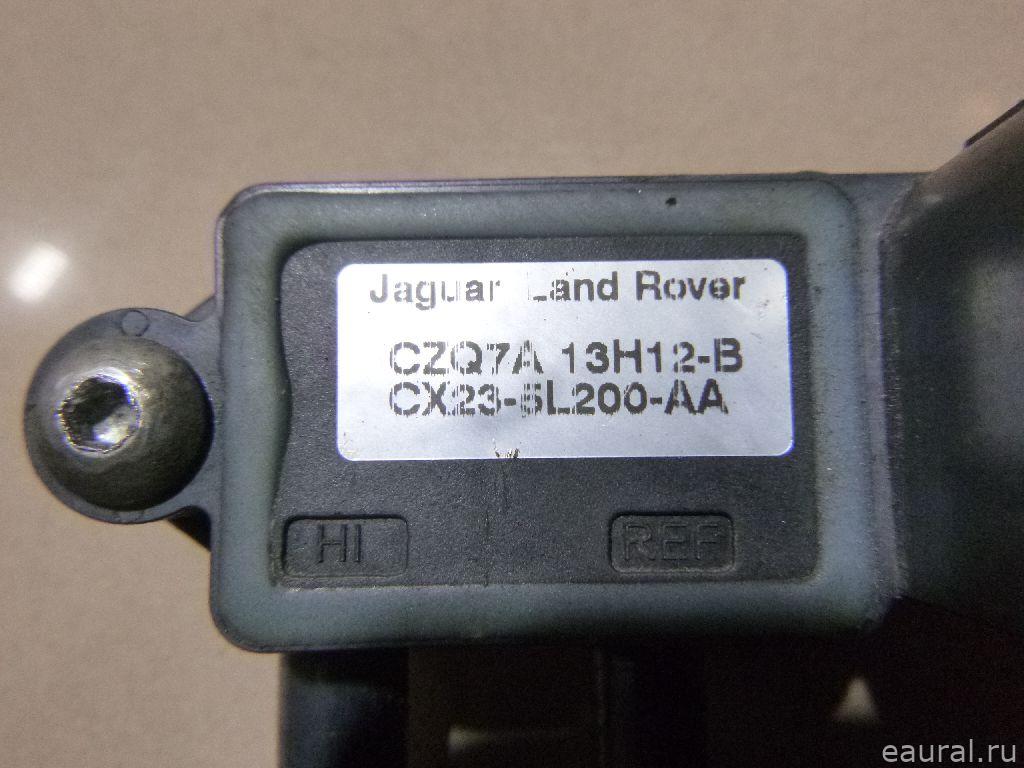 Jaguar Land Rover
CZQ7A 13H12-B
CX23-5L200-AA
HI
REF
eaural.ru